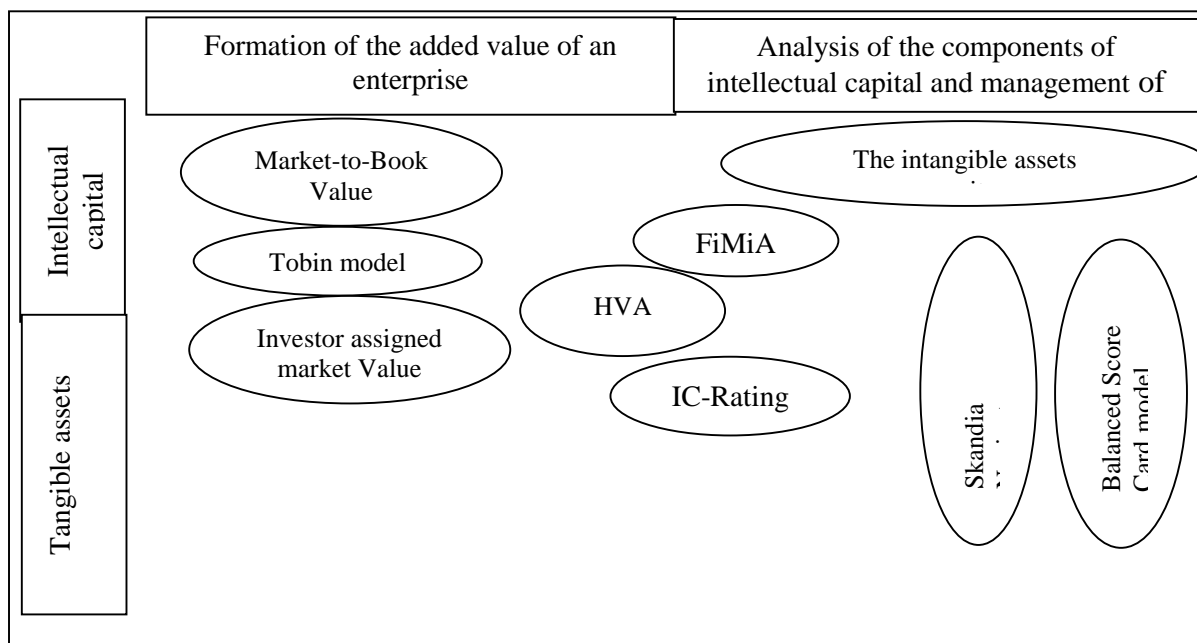 Formation of the added value of an
enterprise
Analysis of the components of
intellectual capital and management of
Intellectual
capital
Tangible assets
Market-to-Book
Value
The intangible assets
Tobin model
FiMiA
HVA
Investor assigned
market Value
IC-Rating
Skandia
Balanced Score
Card model